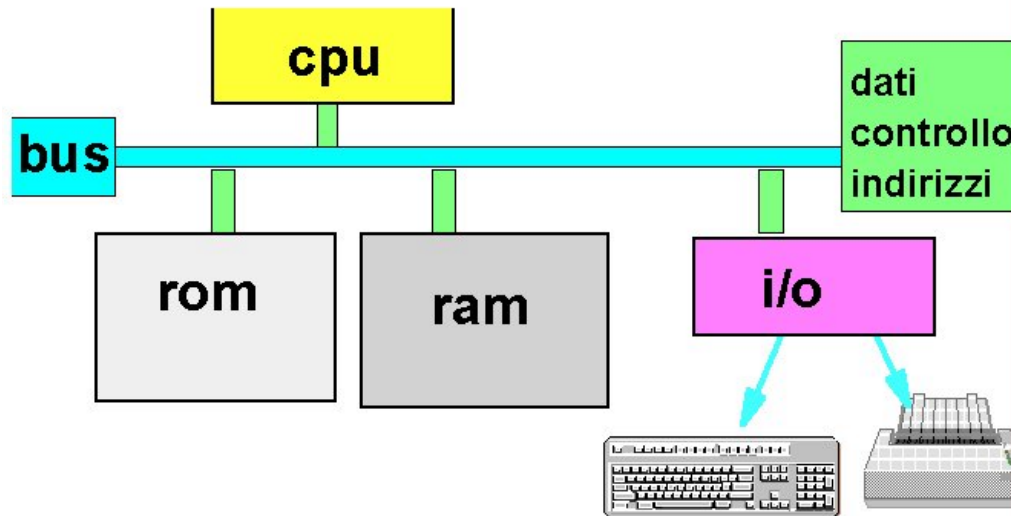 cpu
bus
dati
controllo
indirizzi
rom
ram
i/o